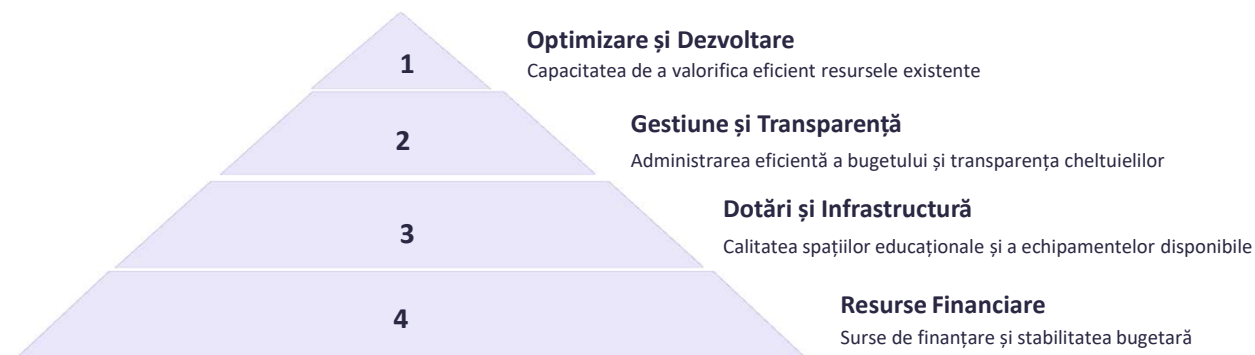 1
Optimizare și Dezvoltare
Capacitatea de a valorifica eficient resursele existente
2
Gestiune și Transparență
Administrarea eficientă a bugetului și transparența cheltuielilor
3
Dotări și Infrastructură
Calitatea spațiilor educaționale și a echipamentelor disponibile
4
Resurse Financiare
Surse de finanțare și stabilitatea bugetară